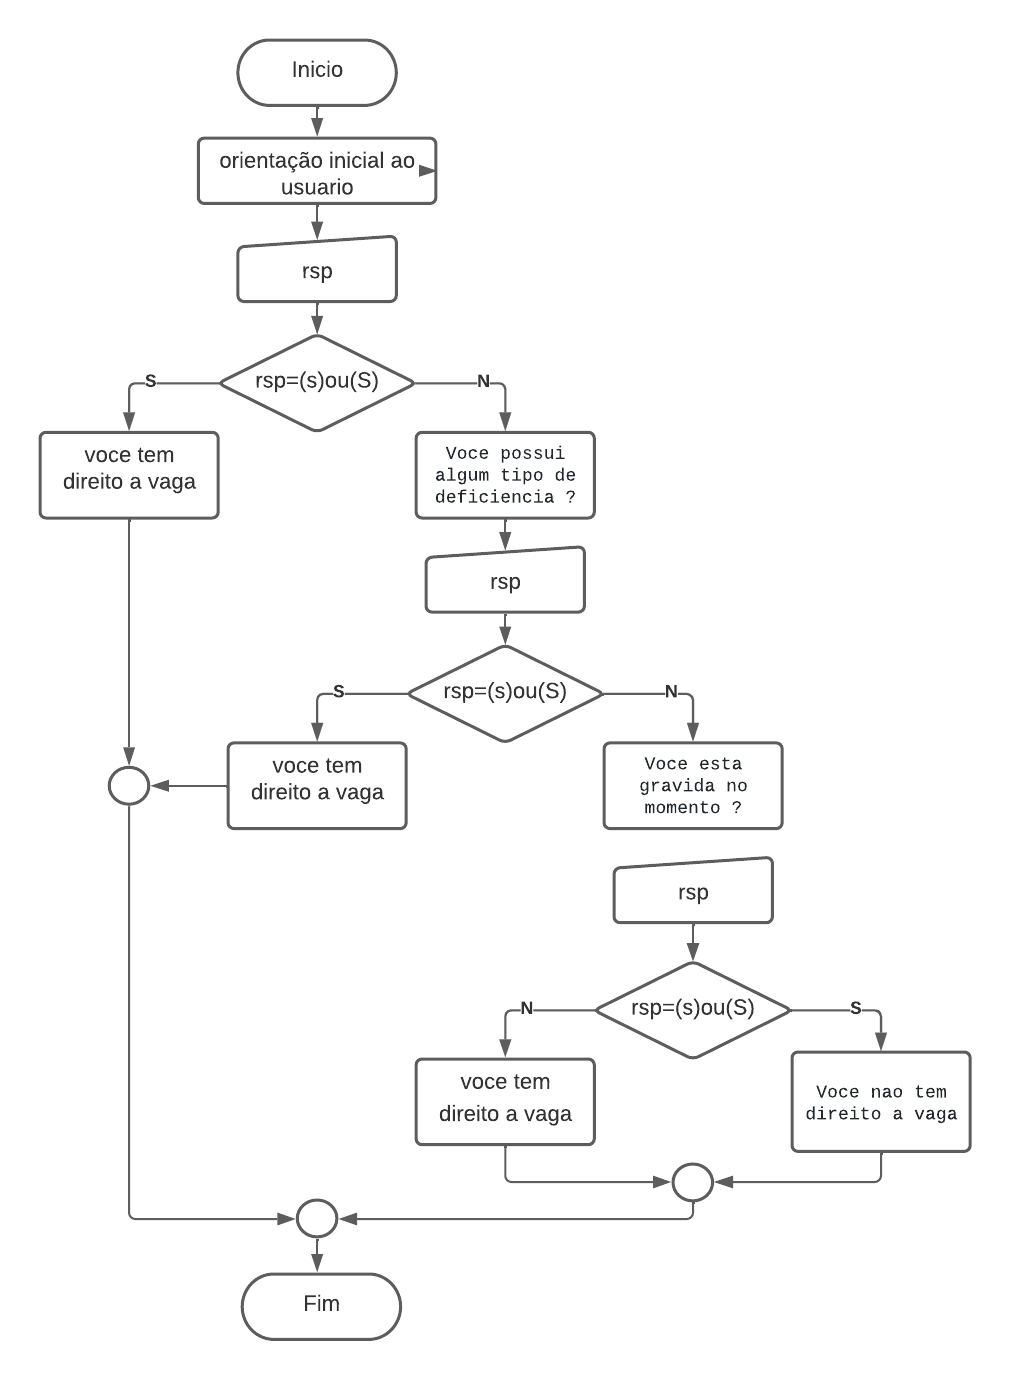 Inicio
orientação inicial ao
usuario
rsp
rsp=(s)ou(S)
S
N
voce tem
direito a vaga
Voce possui
algum tipo de
deficiencia ?
rsp
rsp=(s)ou(S)
S
N
voce tem
direito a vaga
Voce esta
gravida no
momento ?
rsp
rsp=(s)ou(S)
N
S
voce tem
direito a vaga
Voce nao tem
direito a vaga
Fim